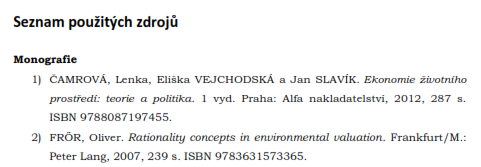 Seznam použitých zdrojů
Monografie
1) ČAMROVÁ, Lenka, Eliška VEJCHODSKÁ a Jan SLAVÍK. Ekonomie životního
prostředí: teorie a politika. 1 vyd. Praha: Alfa nakladatelství, 2012, 287 s.
ISBN 9788087197455.
2) FRÖR, Oliver. Rationality concepts in environmental valuation. Frankfurt/M.:
Peter Lang, 2007, 239 s. ISBN 9783631573365.